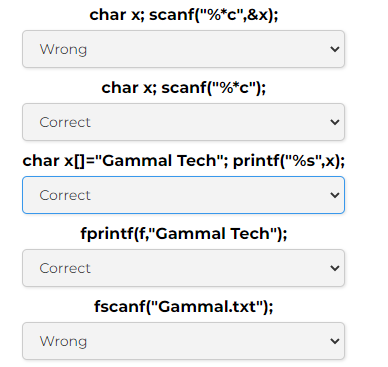 char x; scanf("%*c",&x);
Wrong
char x; scanf("%*c");
Correct
char x[]="Gammal Tech"; printf("%s",x);
Correct
fprintf(f,"Gammal Tech");
Correct
fscanf("Gammal.txt");
Wrong